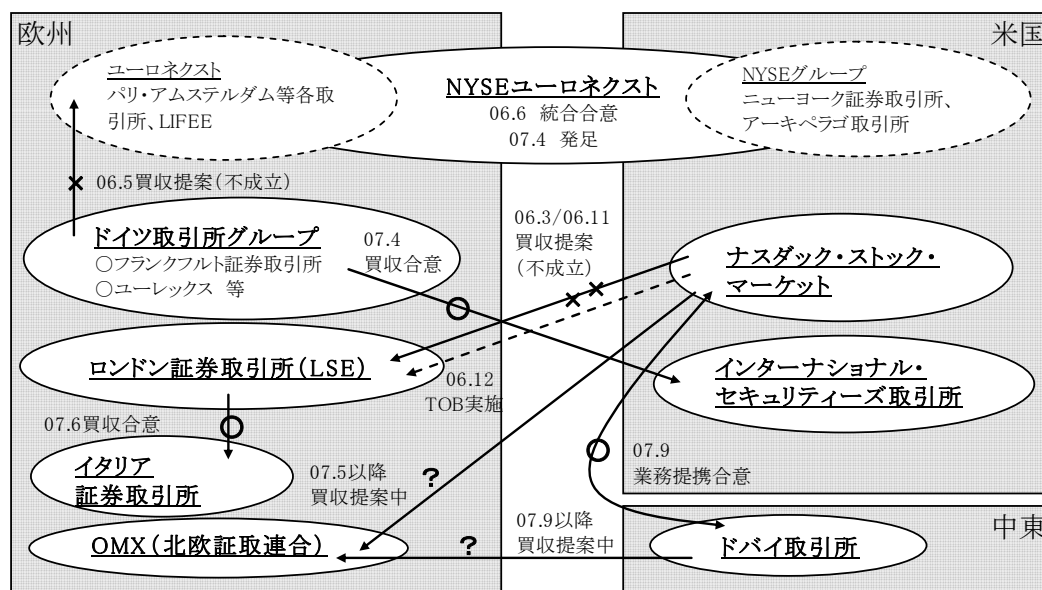 欧州
米国
ユーロネクスト
パリ・アムステルダム等各取
引所、LIFEE
NYSEユーロネクスト
06.6 統合合意
07.4 発足
NYSEグループ
ニューヨーク証券取引所、
アーキペラゴ取引所
06.5買収提案(不成立)
ドイツ取引所グループ
○フランクフルト証券取引所
○ユーレックス 等
07.4
買収合意
06.3/06.11
買収提案
(不成立)
ナスダック・ストック・
マーケット
ロンドン証券取引所(LSE)
06.12
TOB実施
インターナショナル・
セキュリティーズ取引所
07.6買収合意
イタリア
証券取引所
07.5以降
買収提案中
?
07.9
業務提携合意
OMX(北欧証取連合)
?
07.9以降
買収提案中
中東
ドバイ取引所